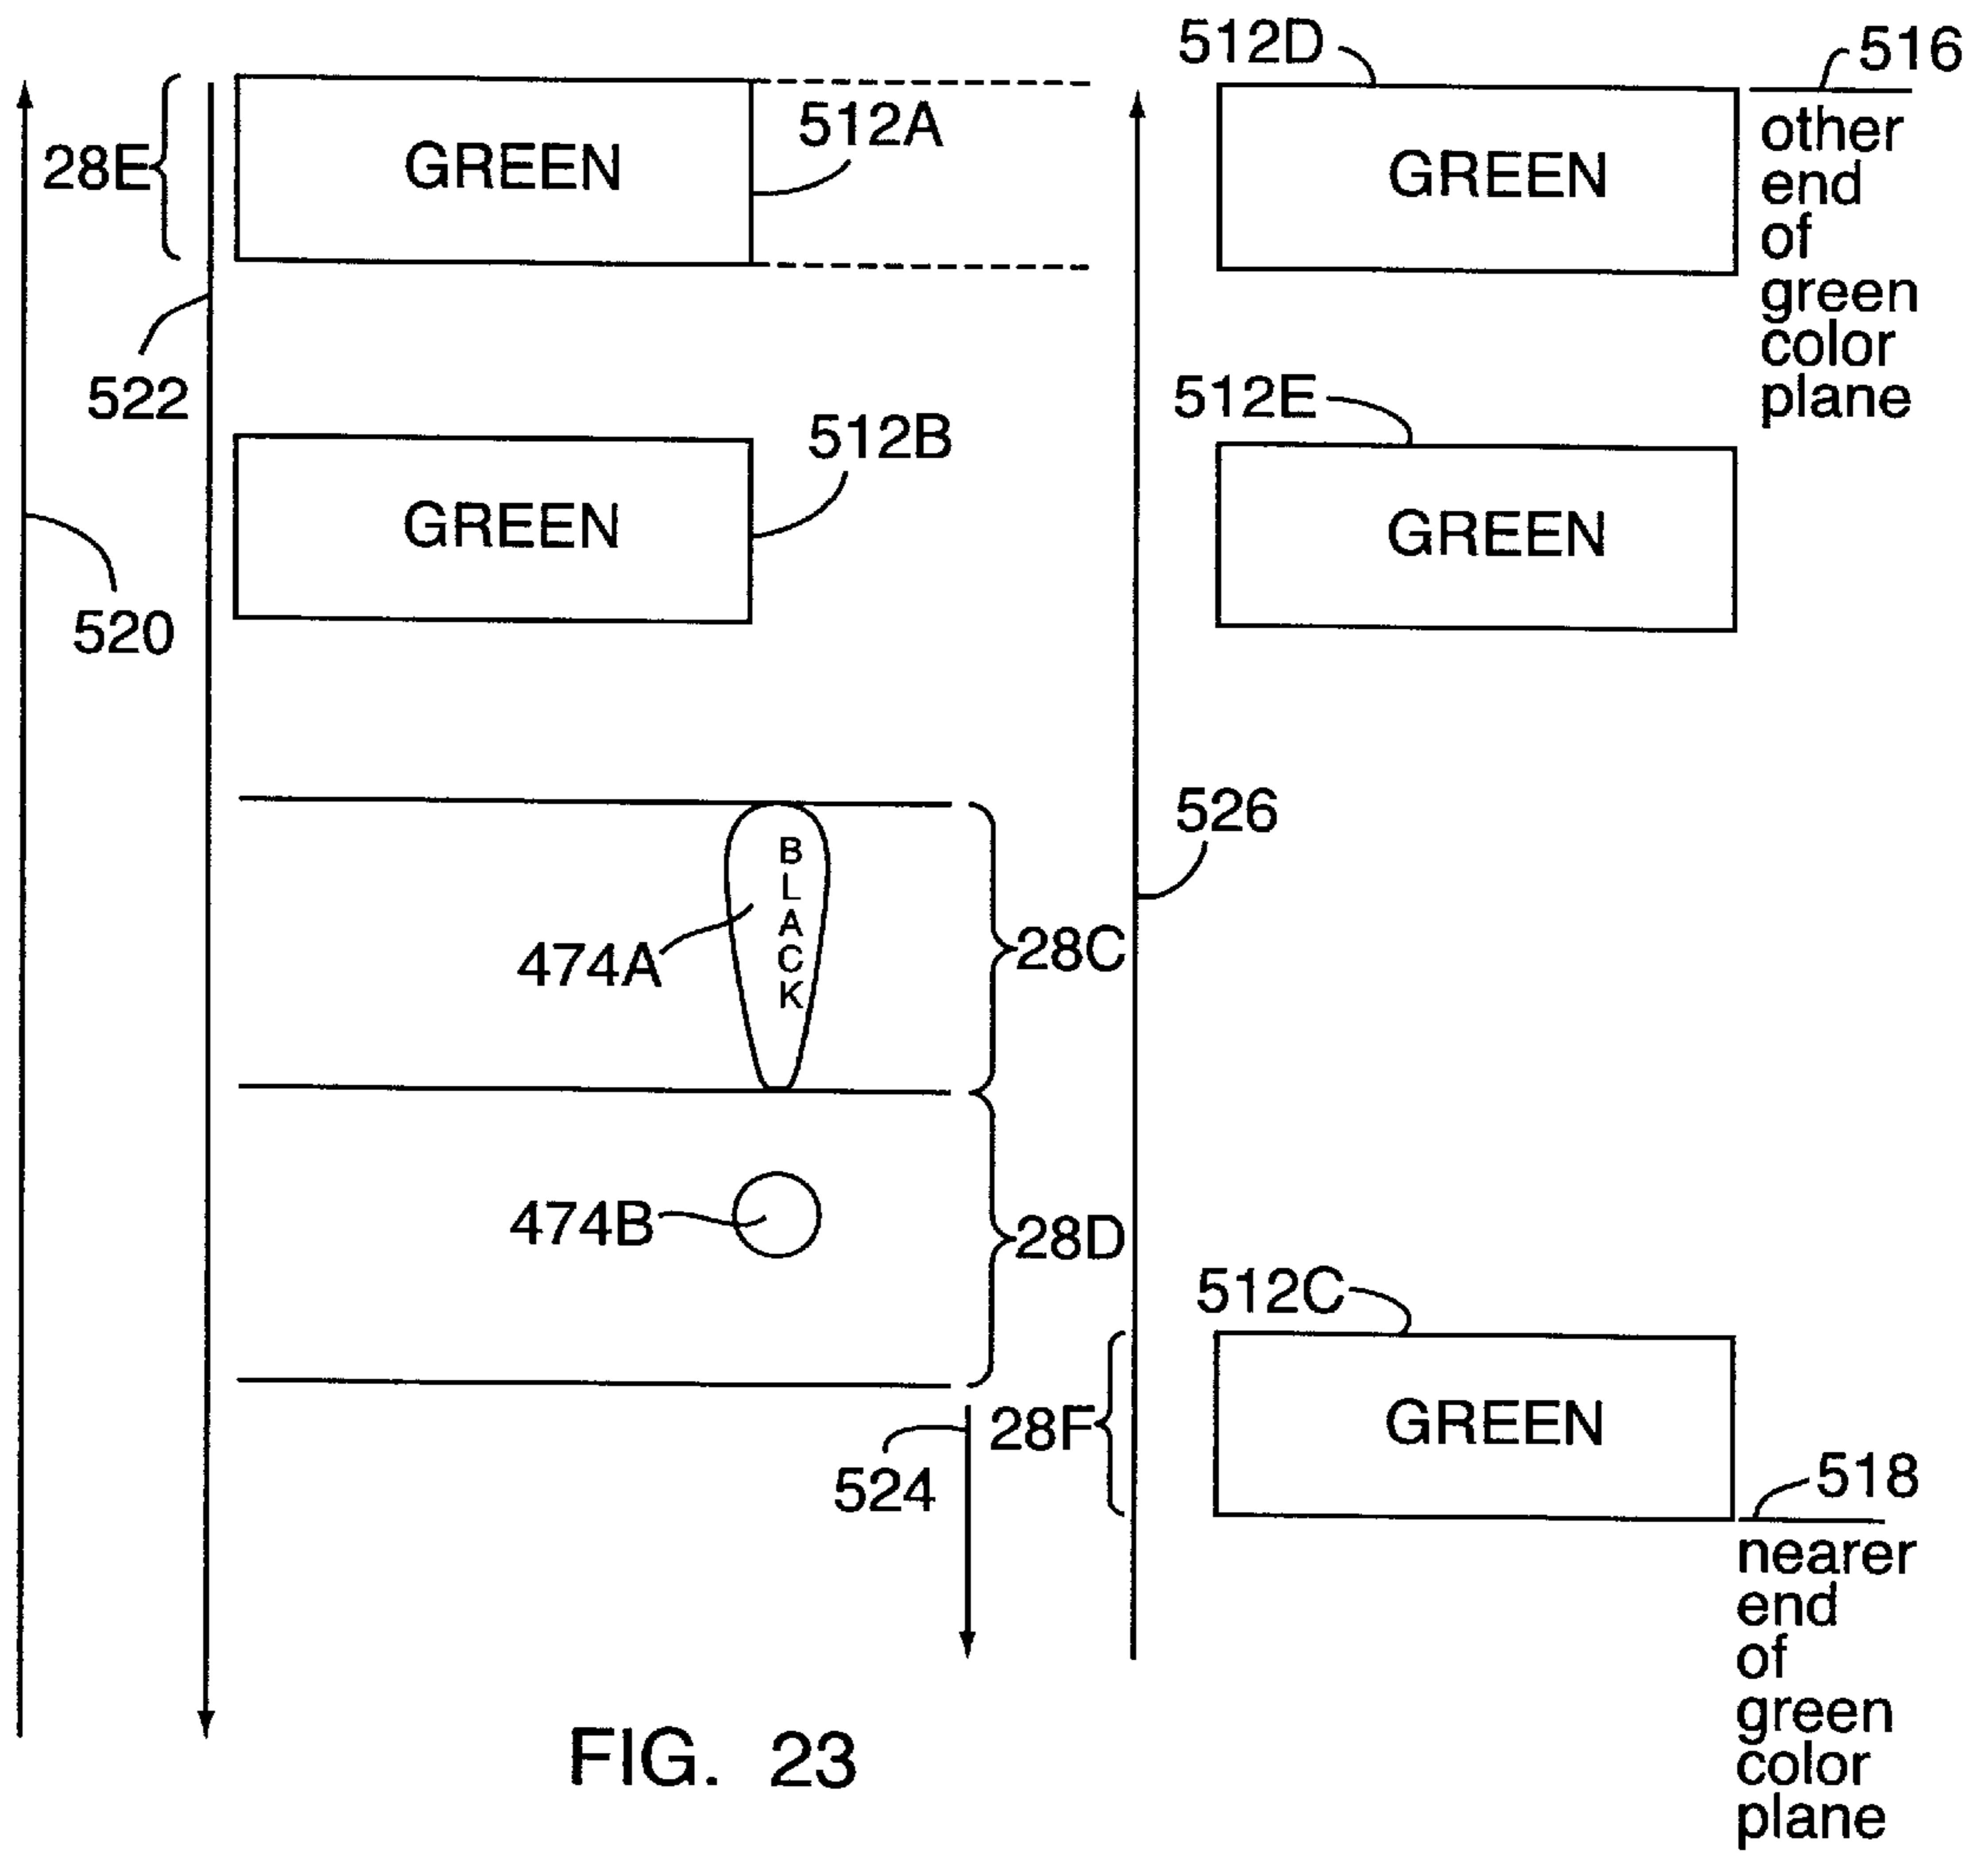 512D
516
28E
GREEN
512A
GREEN
other
end
of
green
color
plane
522
512B
512E
GREEN
GREEN
520
526
B
L
A
C
K
474A
28C
474B
28D
512C
28F
GREEN
524
518
nearer
end
of
green
color
plane
FIG. 23